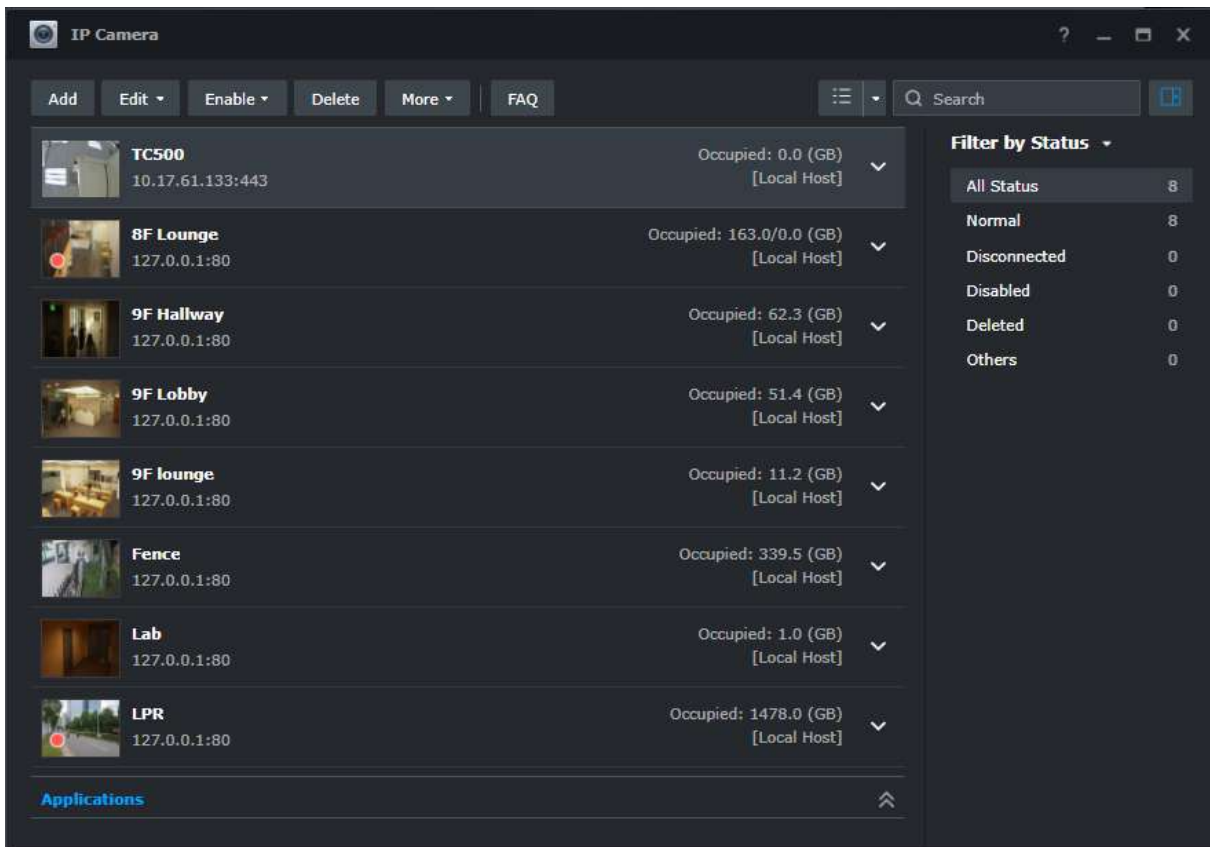 IP Camera
?
Add Edit Enable Delete More FAQ Search
TC500 Occupied: 0.0 (GB)
10.17.61.133:443 [Local Host]
8F Lounge Occupied: 163.0/0.0 (GB)
127.0.0.1:80 [Local Host]
9F Hallway Occupied: 62.3 (GB)
127.0.0.1:80 [Local Host]
9F Lobby Occupied: 51.4 (GB)
127.0.0.1:80 [Local Host]
9F lounge Occupied: 11.2 (GB)
127.0.0.1:80 [Local Host]
Fence Occupied: 339.5 (GB)
127.0.0.1:80 [Local Host]
Lab Occupied: 1.0 (GB)
127.0.0.1:80 [Local Host]
LPR Occupied: 1478.0 (GB)
127.0.0.1:80 [Local Host]
Applications
Filter by Status
All Status 8
Normal 8
Disconnected 0
Disabled 0
Deleted 0
Others 0